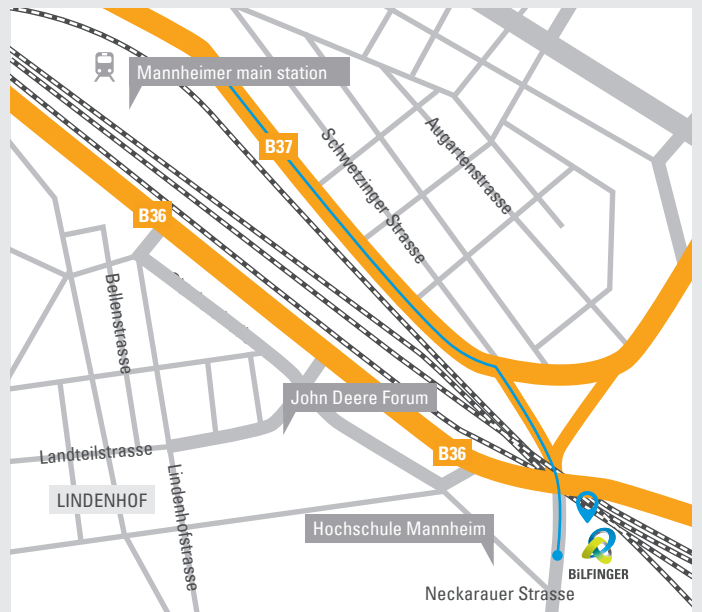 Mannheimer main station
B37
Schwetzinger Strasse
Augartenstrasse
B36
Bellenstrasse
John Deere Forum
Landteilstrasse
B36
LINDENHOF
Lindenhofstrasse
Hochschule Mannheim
BiLFINGER
Neckarauer Strasse